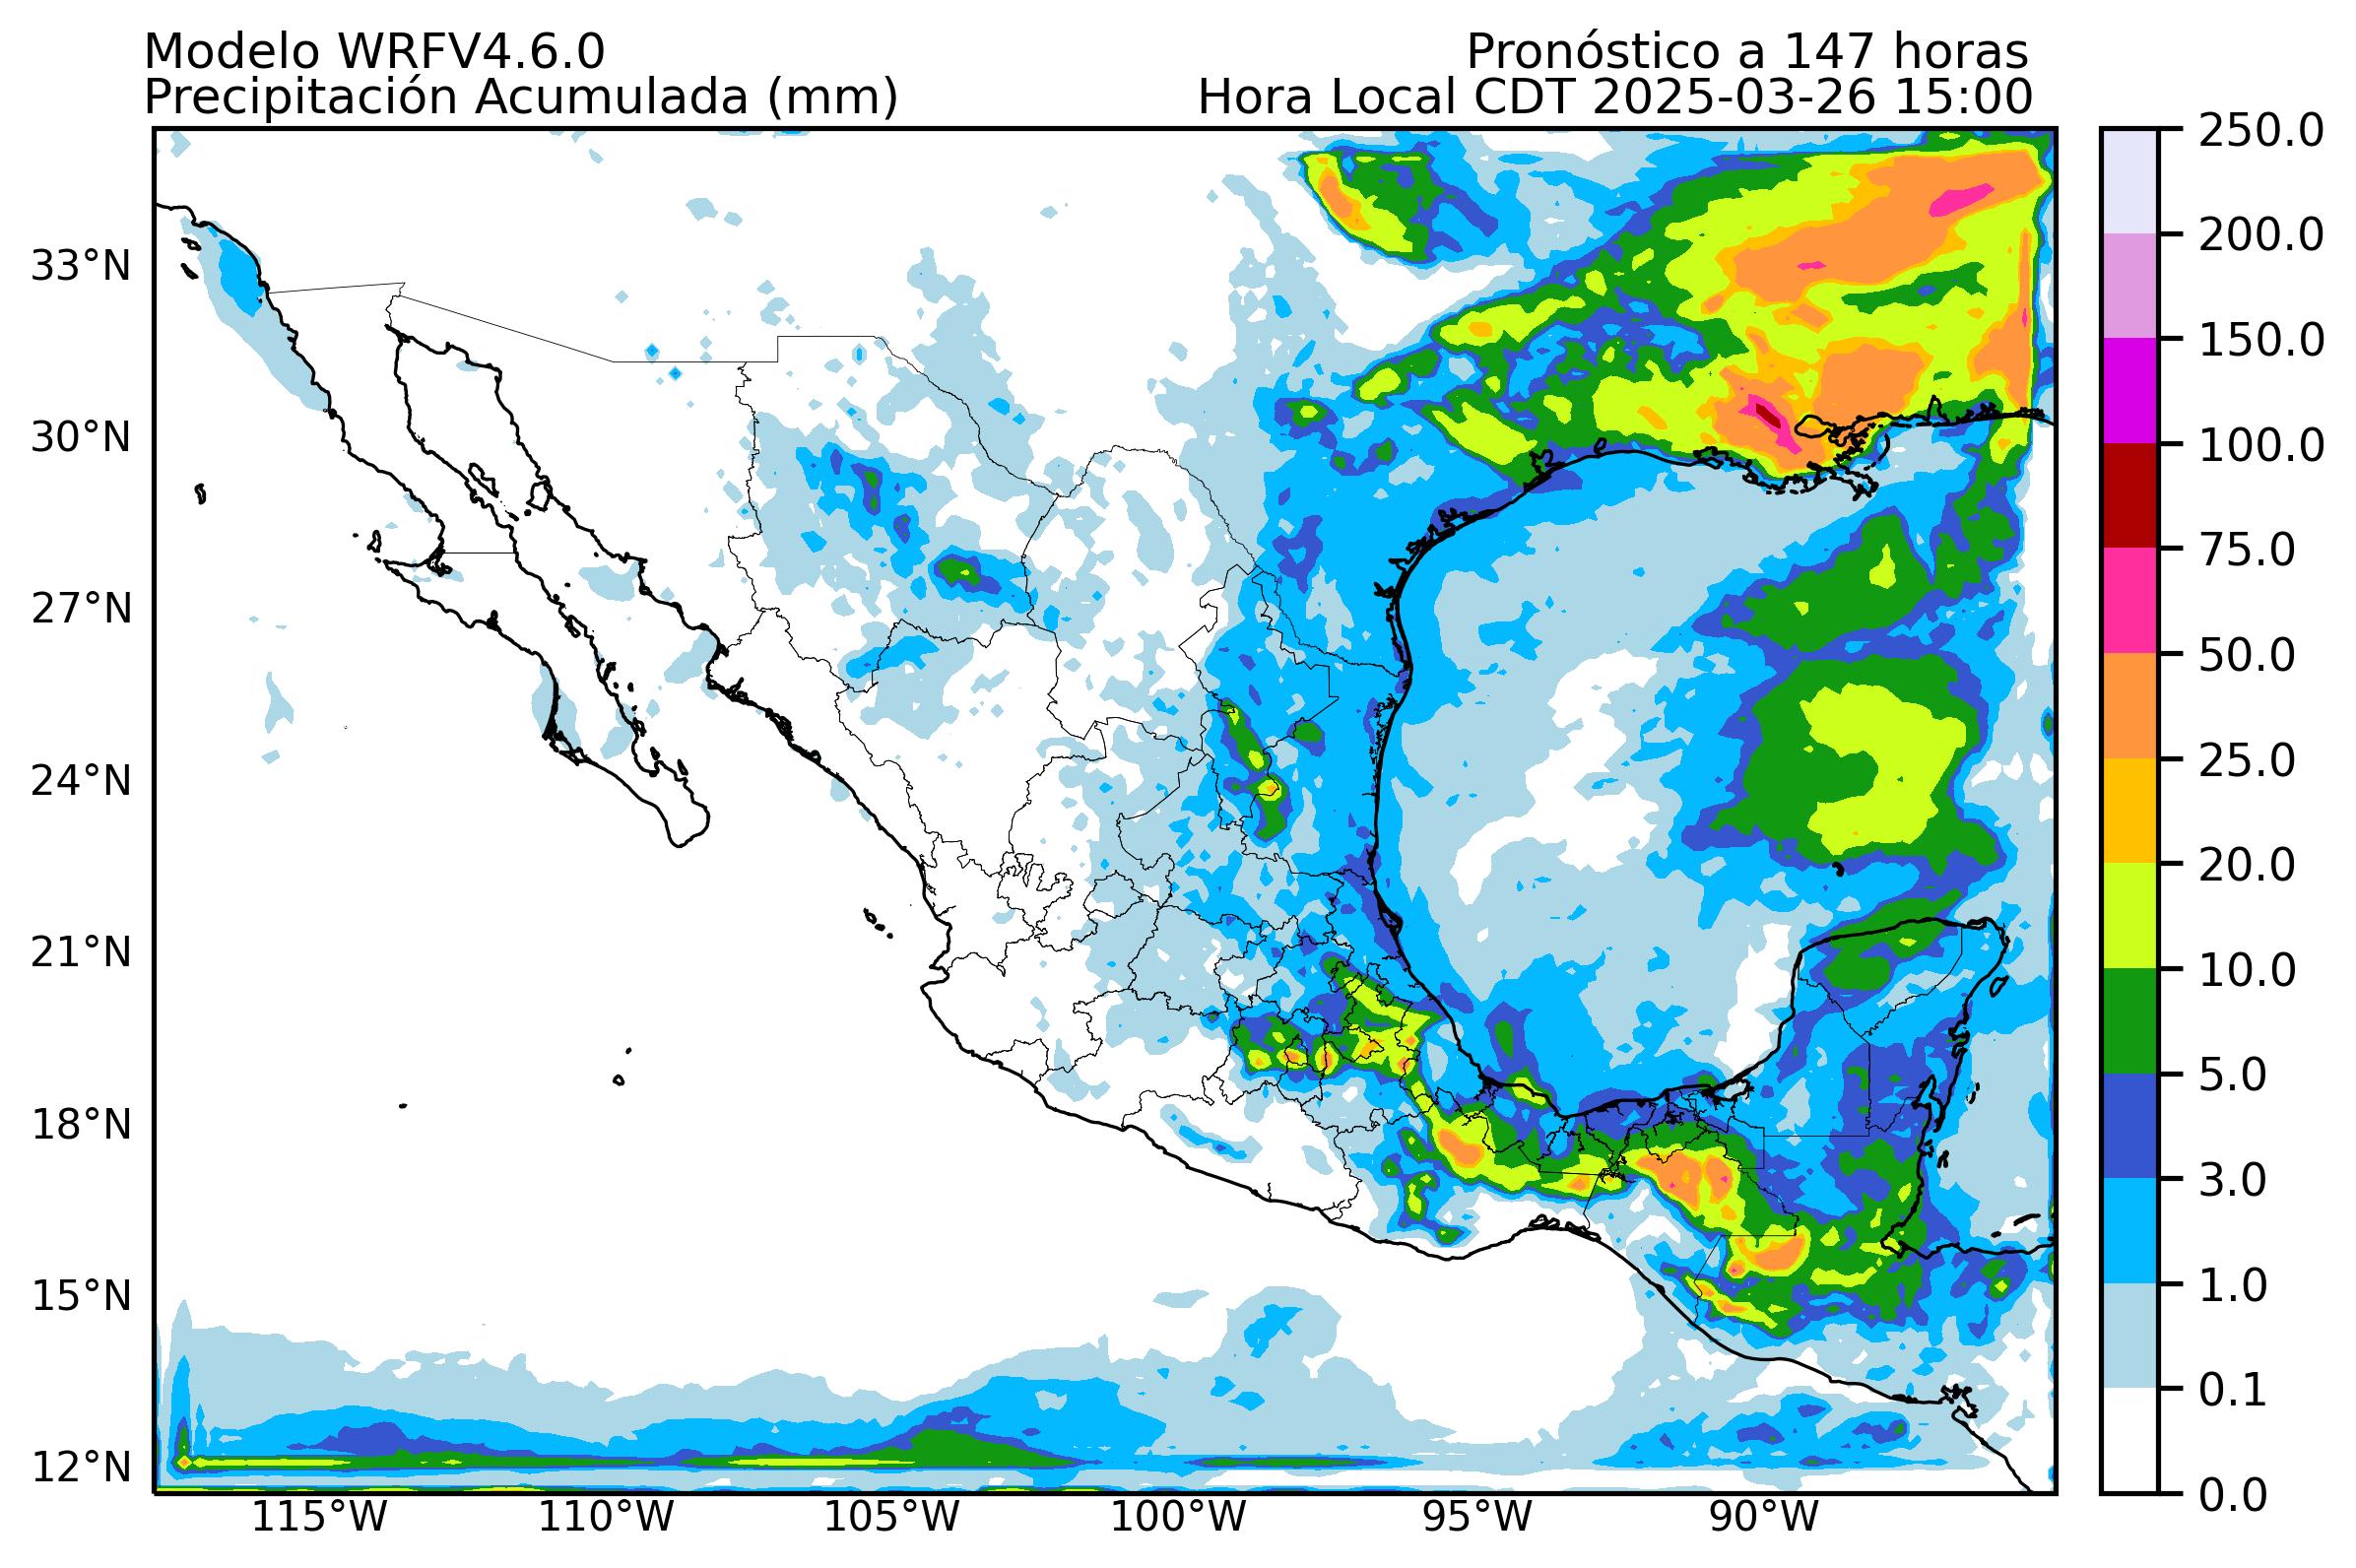 Modelo WRFV4.6.0
Pronóstico a 147 horas
Precipitación Acumulada (mm)
Hora Local CDT 2025-03-26 15:00
33°N
30°N
27°N
24°N
21°N
18°N
15°N
12°N
115°W
110°W
105°W
100°W
95°W
90°W
250.0
200.0
150.0
100.0
75.0
50.0
25.0
20.0
10.0
5.0
3.0
1.0
0.1
0.0